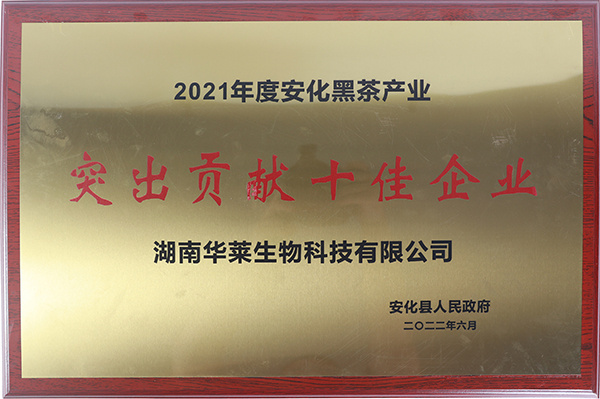 2021年度安化黑茶产业
突出贡献十佳企业
湖南华莱生物科技有限公司
安化县人民政府
二〇二二年六月